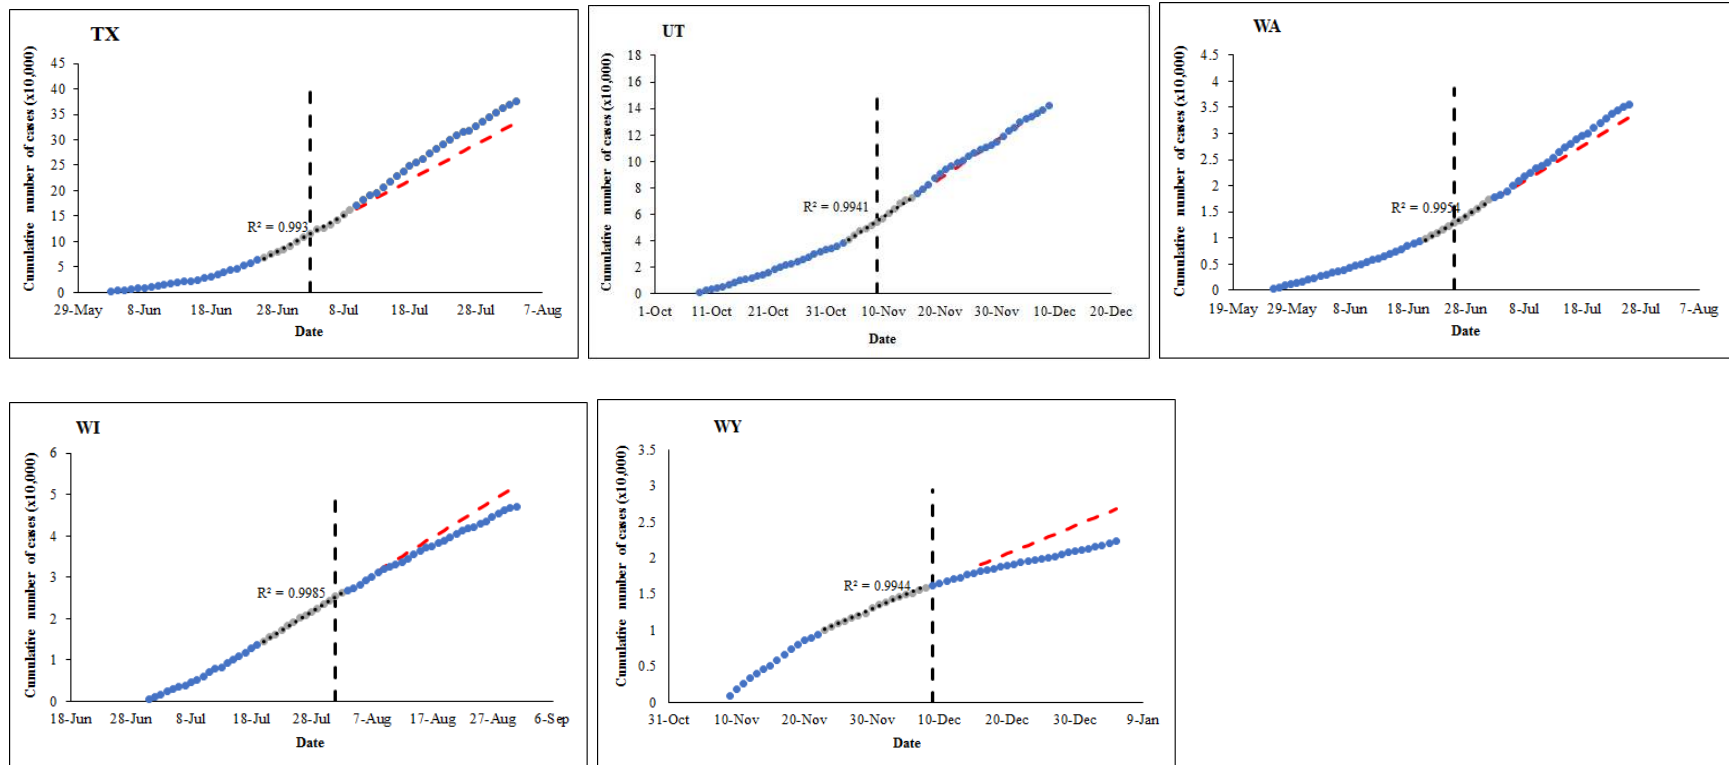 TX
Cumulative number of cases (x10,000)
45
40
35
30
25
20
15
10
5
0
R² = 0.993
29-May 8-Jun 18-Jun 28-Jun 8-Jul 18-Jul 28-Jul 7-Aug
Date
UT
Cumulative number of cases (x10,000)
18
16
14
12
10
8
6
4
2
0
R² = 0.9941
1-Oct 11-Oct 21-Oct 31-Oct 10-Nov 20-Nov 30-Nov 10-Dec 20-Dec
Date
WA
Cumulative number of cases (x10,000)
4.5
4
3.5
3
2.5
2
1.5
1
0.5
0
R² = 0.9954
19-May 29-May 8-Jun 18-Jun 28-Jun 8-Jul 18-Jul 28-Jul 7-Aug
Date
WI
Cumulative number of cases (x10,000)
6
5
4
3
2
1
0
R² = 0.9985
18-Jun 28-Jun 8-Jul 18-Jul 28-Jul 7-Aug 17-Aug 27-Aug 6-Sep
Date
WY
Cumulative number of cases (x10,000)
3.5
3
2.5
2
1.5
1
0.5
0
R² = 0.9944
31-Oct 10-Nov 20-Nov 30-Nov 10-Dec 20-Dec 30-Dec 9-Jan
Date